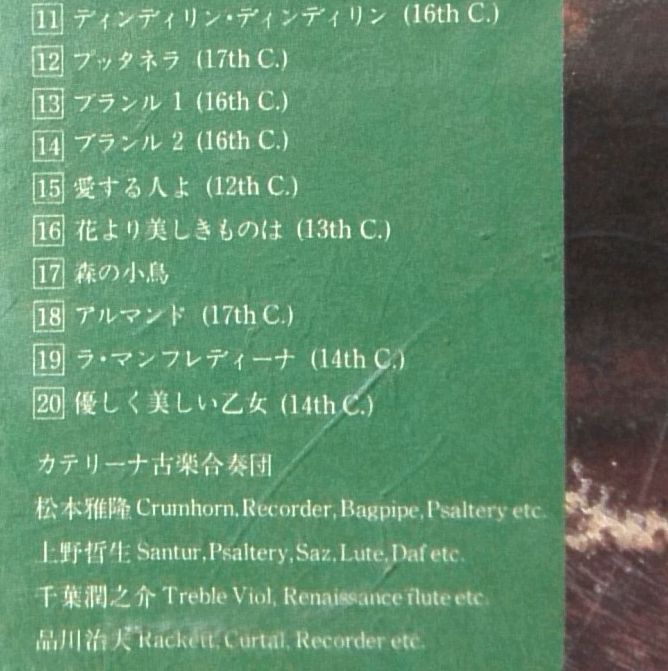 11 ディンディリン・ディンディリン (16th C.)
12 プッタネラ (17th C.)
13 ブランル 1 (16th C.)
14 ブランル 2 (16th C.)
15 愛する人よ (12th C.)
16 花より美しきものは (13th C.)
17 森の小鳥
18 アルマンド (17th C.)
19 ラ・マンフレディーナ (14th C.)
20 優しく美しい乙女 (14th C.)
カテリーナ古楽合奏団
松本雅隆 Crumhorn, Recorder, Bagpipe, Psaltery etc.
上野哲生 Santur, Psaltery, Saz, Lute, Daf etc.
千葉潤之介 Treble Viol, Renaissance flute etc.
品川治夫 Rackett, Curtal, Recorder etc.